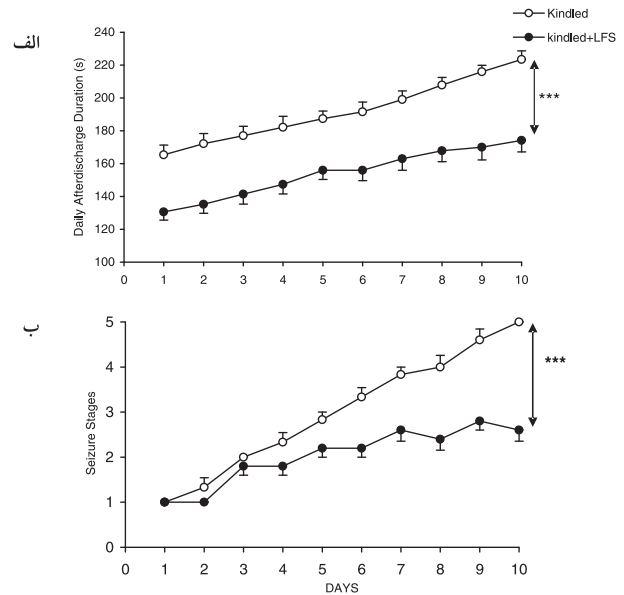 Kindled
kindled+LFS
الف
Daily Afterdischarge Duration (s)
240
220
200
180
160
140
120
100
***
0 1 2 3 4 5 6 7 8 9 10
ب
Seizure Stages
5
4
3
2
1
0
***
0 1 2 3 4 5 6 7 8 9 10
DAYS